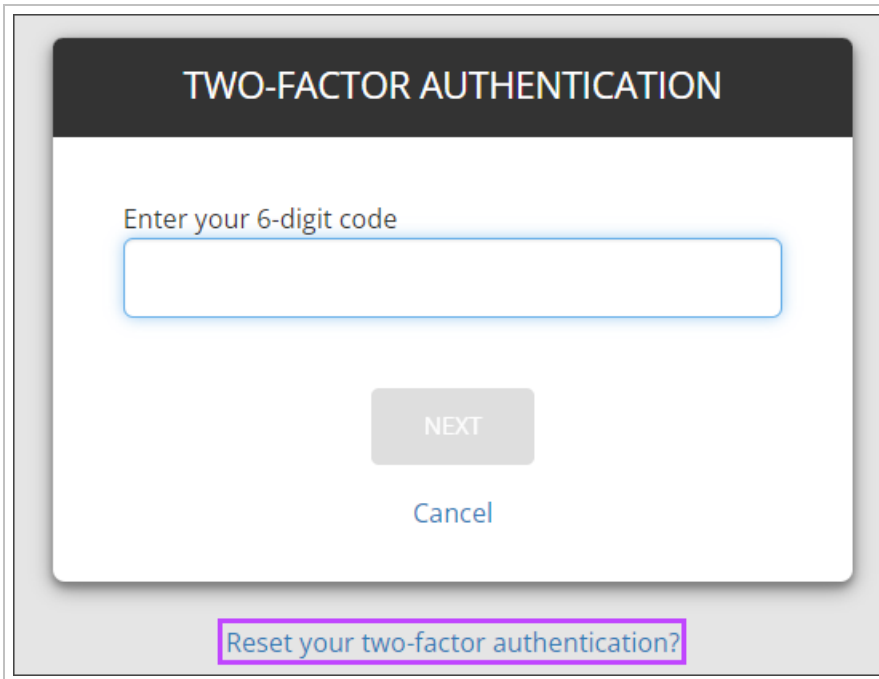 TWO-FACTOR AUTHENTICATION
Enter your 6-digit code
NEXT
Cancel
Reset your two-factor authentication?